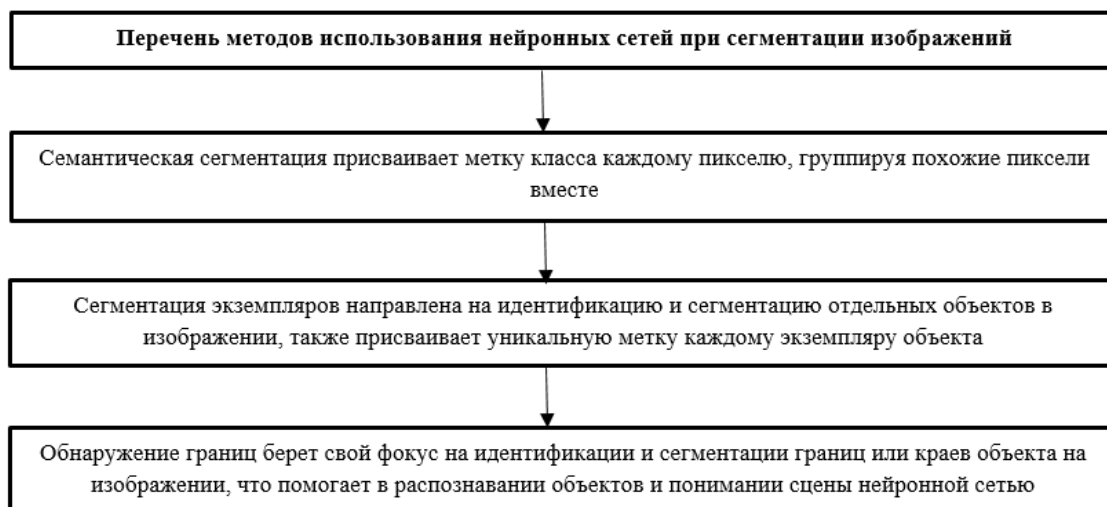 Перечень методов использования нейронных сетей при сегментации изображений
Семантическая сегментация присваивает метку класса каждому пикселю, группируя похожие пиксели
вместе
Сегментация экземпляров направлена на идентификацию и сегментацию отдельных объектов в
изображении, также присваивает уникальную метку каждому экземпляру объекта
Обнаружение границ берет свой фокус на идентификации и сегментации границ или краев объекта на
изображении, что помогает в распознавании объектов и понимании сцены нейронной сетью